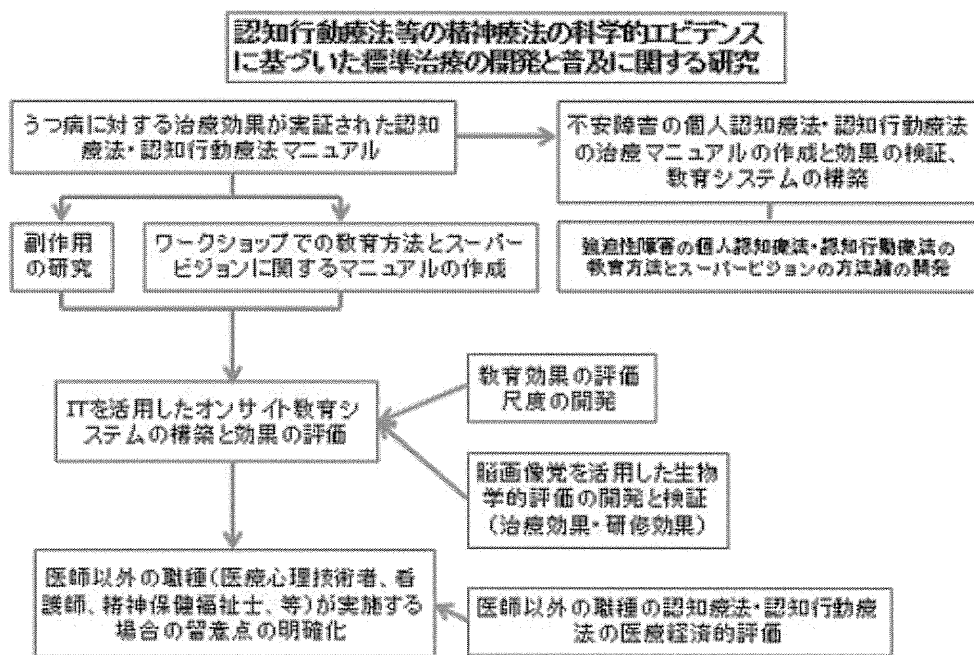 認知行動療法等の精神療法の科学的エビデンス
に基づいた標準治療の開発と普及に関する研究
うつ病に対する治療効果が実証された認知
療法・認知行動療法マニュアル
不安障害の個人認知療法・認知行動療法
の治療マニュアルの作成と効果の検証、
教育システムの構築
副作用
の研究
ワークショップでの教育方法とスーパー
ビジョンに関するマニュアルの作成
強迫性障害の個人認知療法・認知行動療法の
教育方法とスーパービジョンの方法論の開発
ITを活用したオンサイト教育シ
ステムの構築と効果の評価
教育効果の評価
尺度の開発
脳画像党を活用した生物
学的評価の開発と検証
（治療効果・研修効果）
医師以外の職種（医療心理技術者、看
護師、精神保健福祉士、等）が実施する
場合の留意点の明確化
医師以外の職種の認知療法・認知行動療
法の医療経済的評価